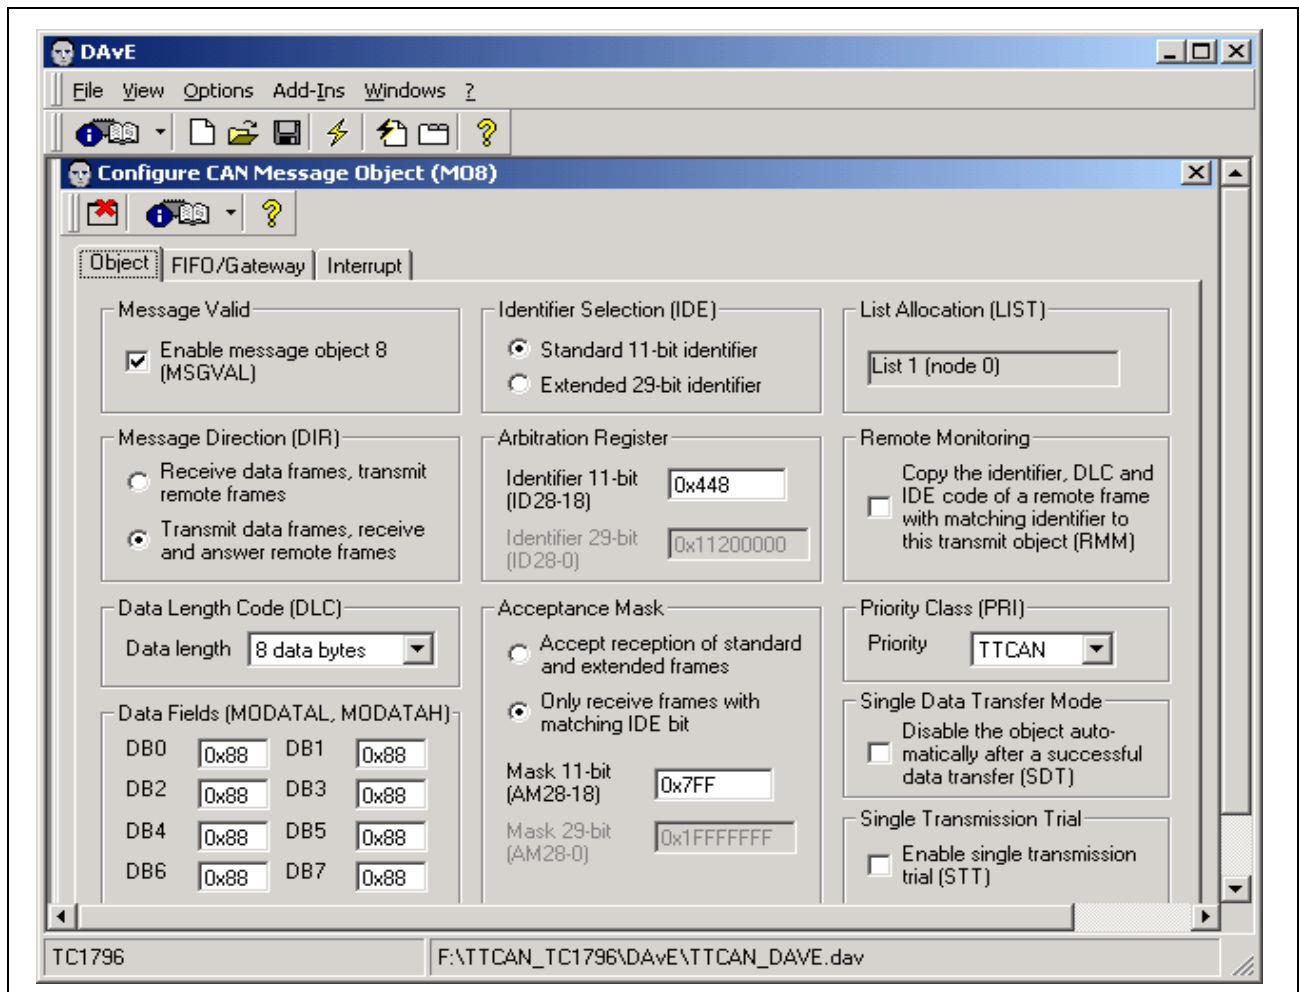 DAvE
File View Options Add-Ins Windows ?
Configure CAN Message Object (MO8)
Object FIFO/Gateway Interrupt
Message Valid
Enable message object 8
(MSGVAL)
Identifier Selection (IDE)
Standard 11-bit identifier
Extended 29-bit identifier
List Allocation (LIST)
List 1 (node 0)
Message Direction (DIR)
Receive data frames, transmit
remote frames
Transmit data frames, receive
and answer remote frames
Arbitration Register
Identifier 11-bit
(ID28-18)
0x448
Identifier 29-bit
(ID28-0)
0x11200000
Remote Monitoring
Copy the identifier, DLC and
IDE code of a remote frame
with matching identifier to
this transmit object (RMM)
Data Length Code (DLC)
Data length 8 data bytes
Acceptance Mask
Accept reception of standard
and extended frames
Only receive frames with
matching IDE bit
Mask 11-bit
(AM28-18)
0x7FF
Mask 29-bit
(AM28-0)
0x1FFFFFFF
Priority Class (PRI)
Priority TTCAN
Data Fields (MODATAL, MODATAH)
DB0 0x88 DB1 0x88
DB2 0x88 DB3 0x88
DB4 0x88 DB5 0x88
DB6 0x88 DB7 0x88
Single Data Transfer Mode
Disable the object auto-
matically after a successful
data transfer (SDT)
Single Transmission Trial
Enable single transmission
trial (STT)
TC1796 F:\TTCAN_TC1796\DAvE\TTCAN_DAVE.dav